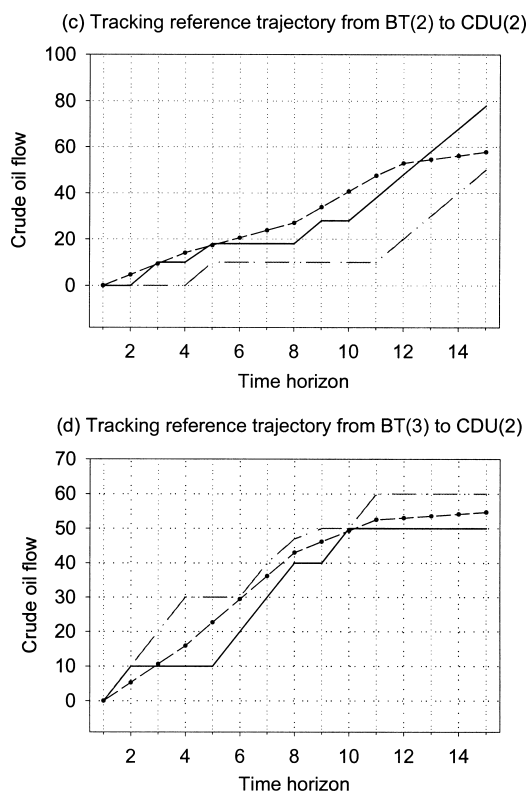 (c) Tracking reference trajectory from BT(2) to CDU(2)
100
80
60
40
20
0
Crude oil flow
2 4 6 8 10 12 14
Time horizon
(d) Tracking reference trajectory from BT(3) to CDU(2)
70
60
50
40
30
20
10
0
Crude oil flow
2 4 6 8 10 12 14
Time horizon